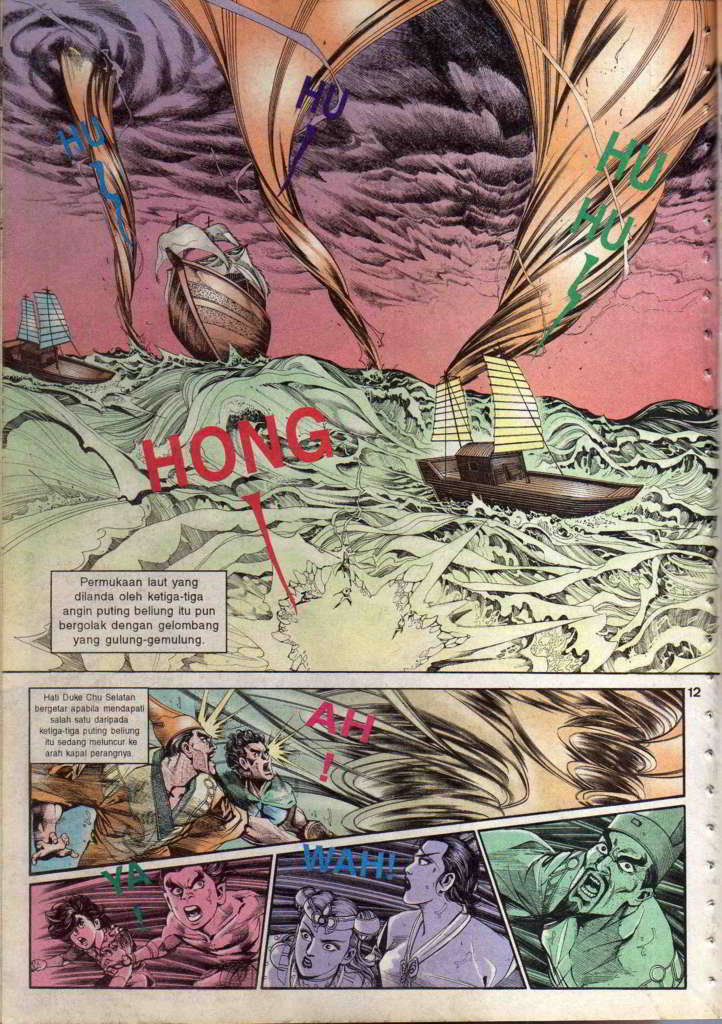 HU
HU
HU
HU
HONG
Permukaan laut yang
dilanda oleh ketiga-tiga
angin puting beliung itu pun
bergolak dengan gelombang
yang gulung-gemulung.
12
Hati Duke Chu Selatan
bergetar apabila mendapati
salah satu daripada
ketiga-tiga puting beliung
itu sedang meluncur ke
arah kapal perangnya.
AH
!
YA
!
WAH!